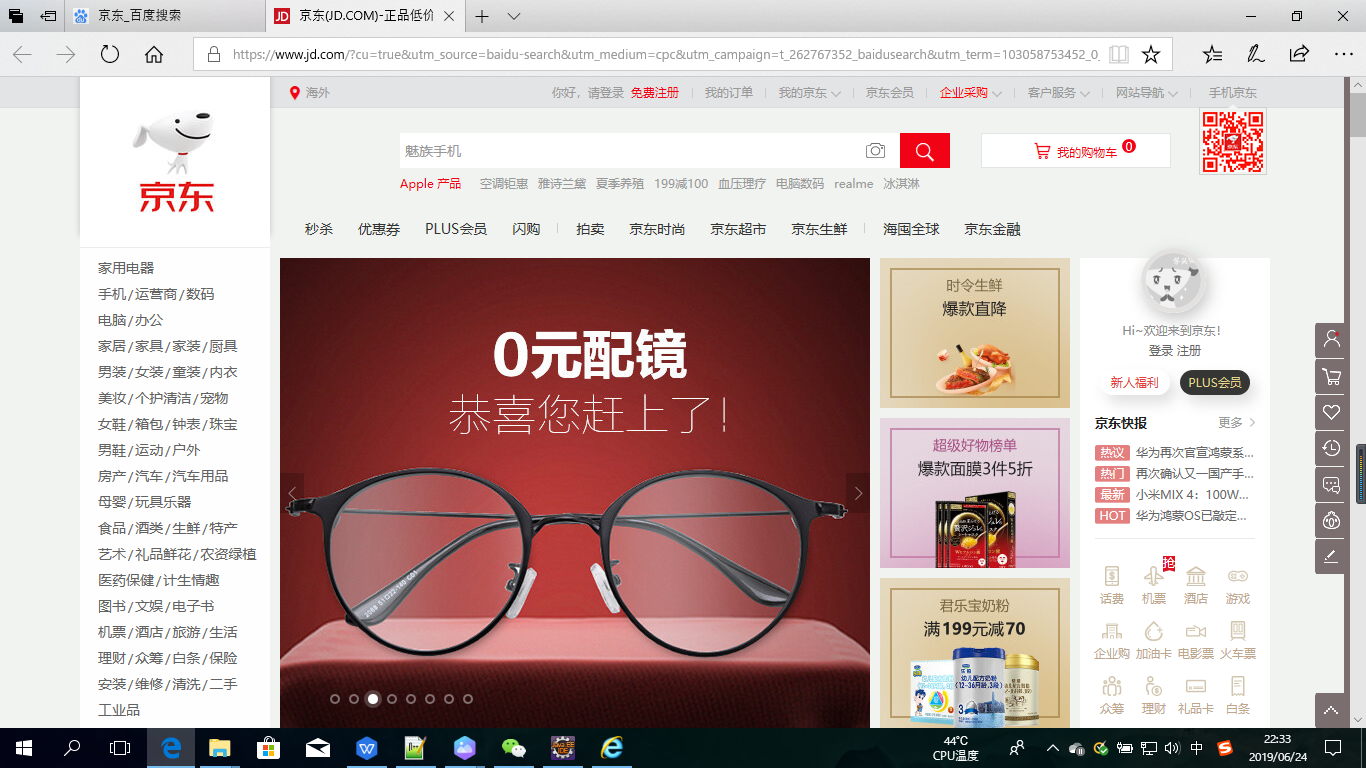 京东_百度搜索
京东(JD.COM)-正品低价
https://www.jd.com/?cu=true&utm_source=baidu-search&utm_medium=cpc&utm_campaign=t_262767352_baidusearch&utm_term=103058753452_0_
海外
你好，请登录 免费注册 我的订单 我的京东 京东会员 企业采购 客户服务 网站导航 手机京东
京东
魅族手机
我的购物车 0
Apple 产品 空调钜惠 雅诗兰黛 夏季养殖 199减100 血压理疗 电脑数码 realme 冰淇淋
秒杀 优惠券 PLUS会员 闪购 拍卖 京东时尚 京东超市 京东生鲜 海囤全球 京东金融
家用电器
手机/运营商/数码
电脑/办公
家居/家具/家装/厨具
男装/女装/童装/内衣
美妆/个护清洁/宠物
女鞋/箱包/钟表/珠宝
男鞋/运动/户外
房产/汽车/汽车用品
母婴/玩具乐器
食品/酒类/生鲜/特产
艺术/礼品鲜花/农资绿植
医药保健/计生情趣
图书/文娱/电子书
机票/酒店/旅游/生活
理财/众筹/白条/保险
安装/维修/清洗/二手
工业品
0元配镜
恭喜您赶上了！
时令生鲜
爆款直降
超级好物榜单
爆款面膜3件5折
君乐宝奶粉
满199元减70
幼儿配方奶粉
(12-36月龄,3段)
3
Hi~欢迎来到京东！
登录 注册
新人福利 PLUS会员
京东快报 更多
热议 华为再次官宣鸿蒙系...
热门 再次确认又一国产手...
最新 小米MIX 4：100W...
HOT 华为鸿蒙OS已敲定...
抢
话费 机票 酒店 游戏
企业购 加油卡 电影票 火车票
众筹 理财 礼品卡 白条
44℃
CPU温度
中
22:33
2019/06/24